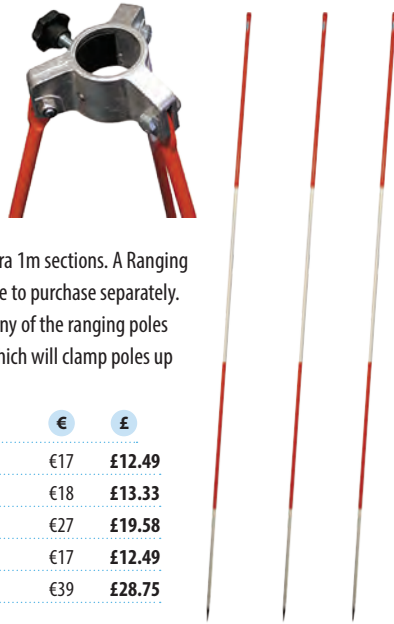 ra 1m sections. A Ranging
e to purchase separately.
ny of the ranging poles
hich will clamp poles up
€ £
€17 £12.49
€18 £13.33
€27 £19.58
€17 £12.49
€39 £28.75